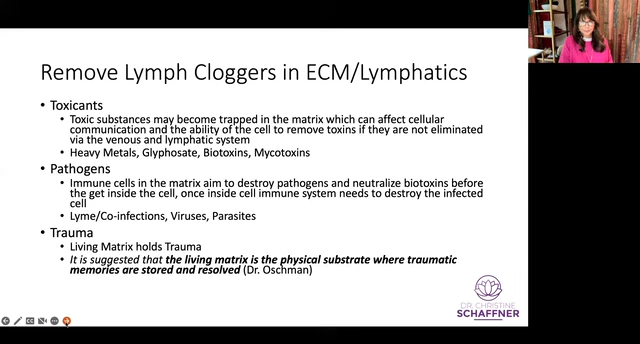 Remove Lymph Cloggers in ECM/Lymphatics
• Toxicants
• Toxic substances may become trapped in the matrix which can affect cellular
communication and the ability of the cell to remove toxins if they are not eliminated
via the venous and lymphatic system
• Heavy Metals, Glyphosate, Biotoxins, Mycotoxins
• Pathogens
• Immune cells in the matrix aim to destroy pathogens and neutralize biotoxins before
the get inside the cell, once inside cell immune system needs to destroy the infected
cell
• Lyme/Co-infections, Viruses, Parasites
• Trauma
• Living Matrix holds Trauma
• It is suggested that the living matrix is the physical substrate where traumatic
memories are stored and resolved (Dr. Oschman)
DR. CHRISTINE
SCHAFFNER